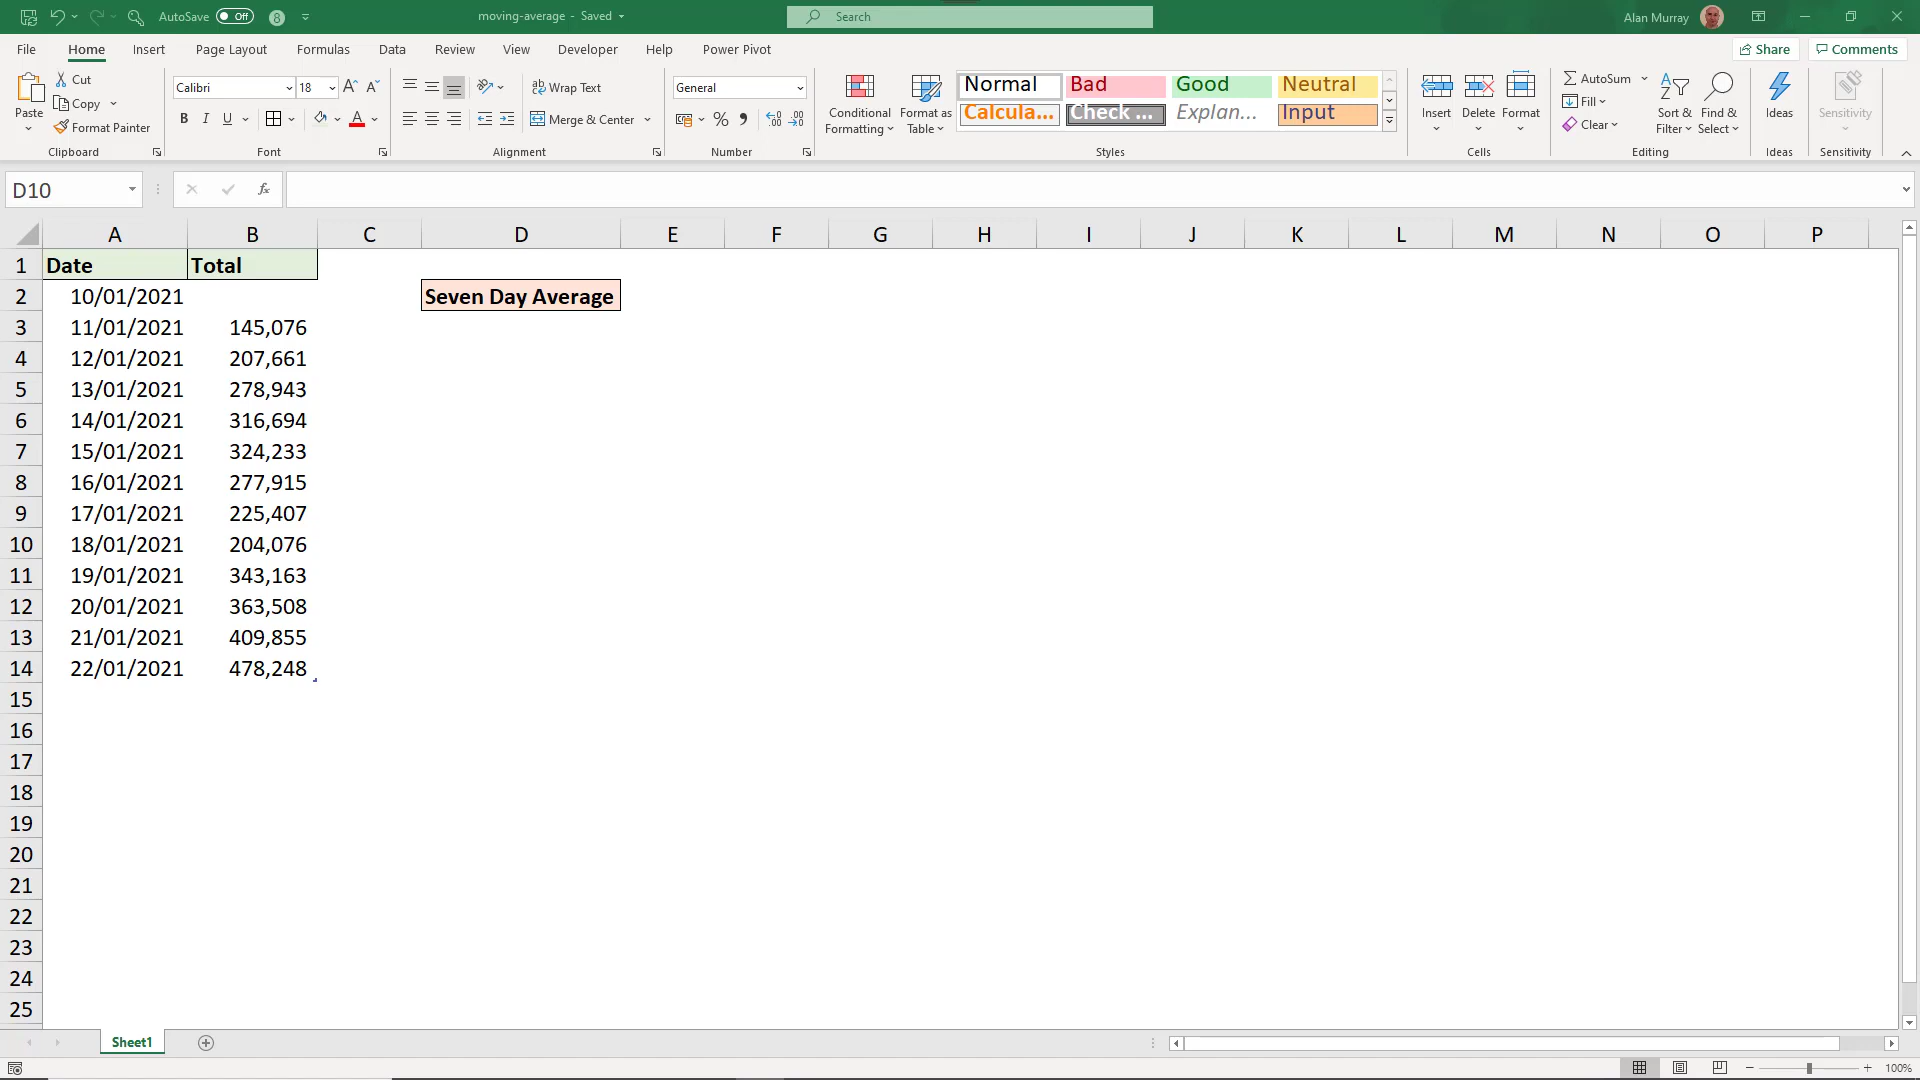 AutoSave Off 8 moving-average - Saved Search Alan Murray
File Home Insert Page Layout Formulas Data Review View Developer Help Power Pivot Share Comments
Paste
Cut
Copy
Format Painter
Clipboard
Calibri 18 A A
B I U A
Font
Wrap Text
Merge & Center
Alignment
General
% 9
Number
Conditional Formatting
Format as Table
Normal Bad Good Neutral
Calcula... Check ... Explan... Input
Styles
Insert Delete Format
Cells
AutoSum
Fill
Clear
Sort & Filter
Find & Select
Editing
Ideas
Ideas
Sensitivity
Sensitivity
D10 fx
A B C D E F G H I J K L M N O P
1 Date Total
2 10/01/2021 Seven Day Average
3 11/01/2021 145,076
4 12/01/2021 207,661
5 13/01/2021 278,943
6 14/01/2021 316,694
7 15/01/2021 324,233
8 16/01/2021 277,915
9 17/01/2021 225,407
10 18/01/2021 204,076
11 19/01/2021 343,163
12 20/01/2021 363,508
13 21/01/2021 409,855
14 22/01/2021 478,248
15
16
17
18
19
20
21
22
23
24
25
Sheet1
100%